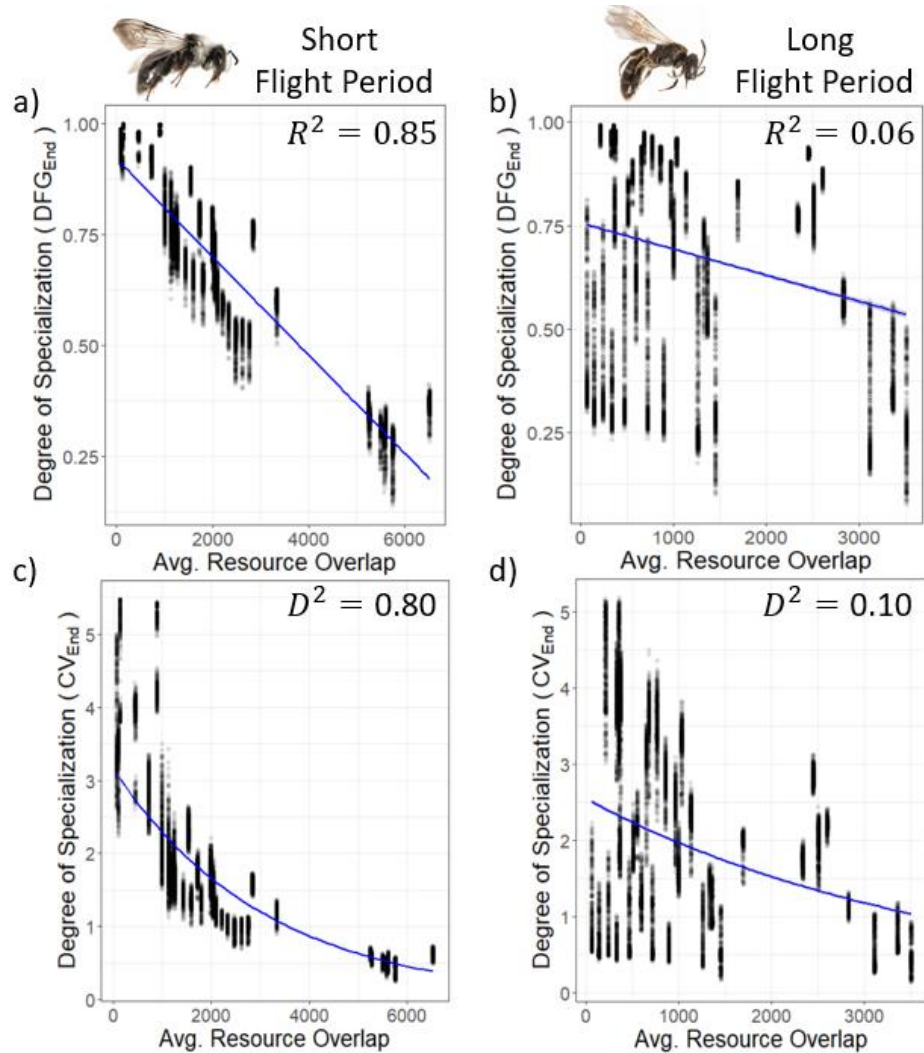 Short
Flight Period
Long
Flight Period
a)
R² = 0.85
Degree of Specialization ( DFG_End )
1.00
0.75
0.50
0.25
0
2000
4000
6000
Avg. Resource Overlap
b)
R² = 0.06
Degree of Specialization ( DFG_End )
1.00
0.75
0.50
0.25
0
1000
2000
3000
Avg. Resource Overlap
c)
D² = 0.80
Degree of Specialization ( CV_End )
5
4
3
2
1
0
0
2000
4000
6000
Avg. Resource Overlap
d)
D² = 0.10
Degree of Specialization ( CV_End )
5
4
3
2
1
0
0
1000
2000
3000
Avg. Resource Overlap